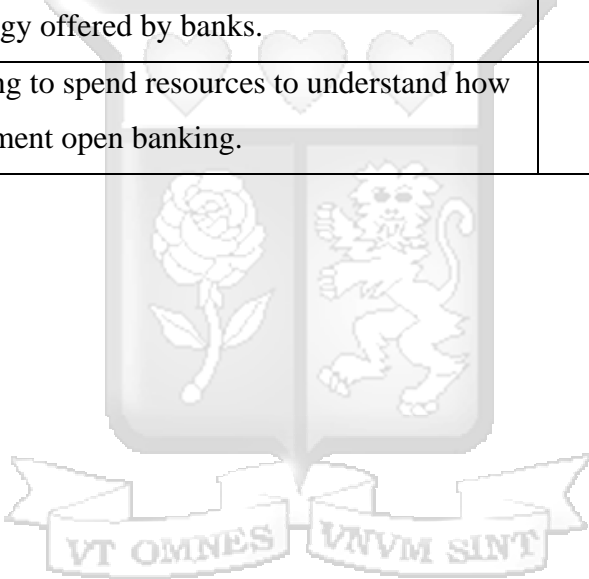 gy offered by banks.
ng to spend resources to understand how
ment open banking.
VT OMNES VNVM SINT